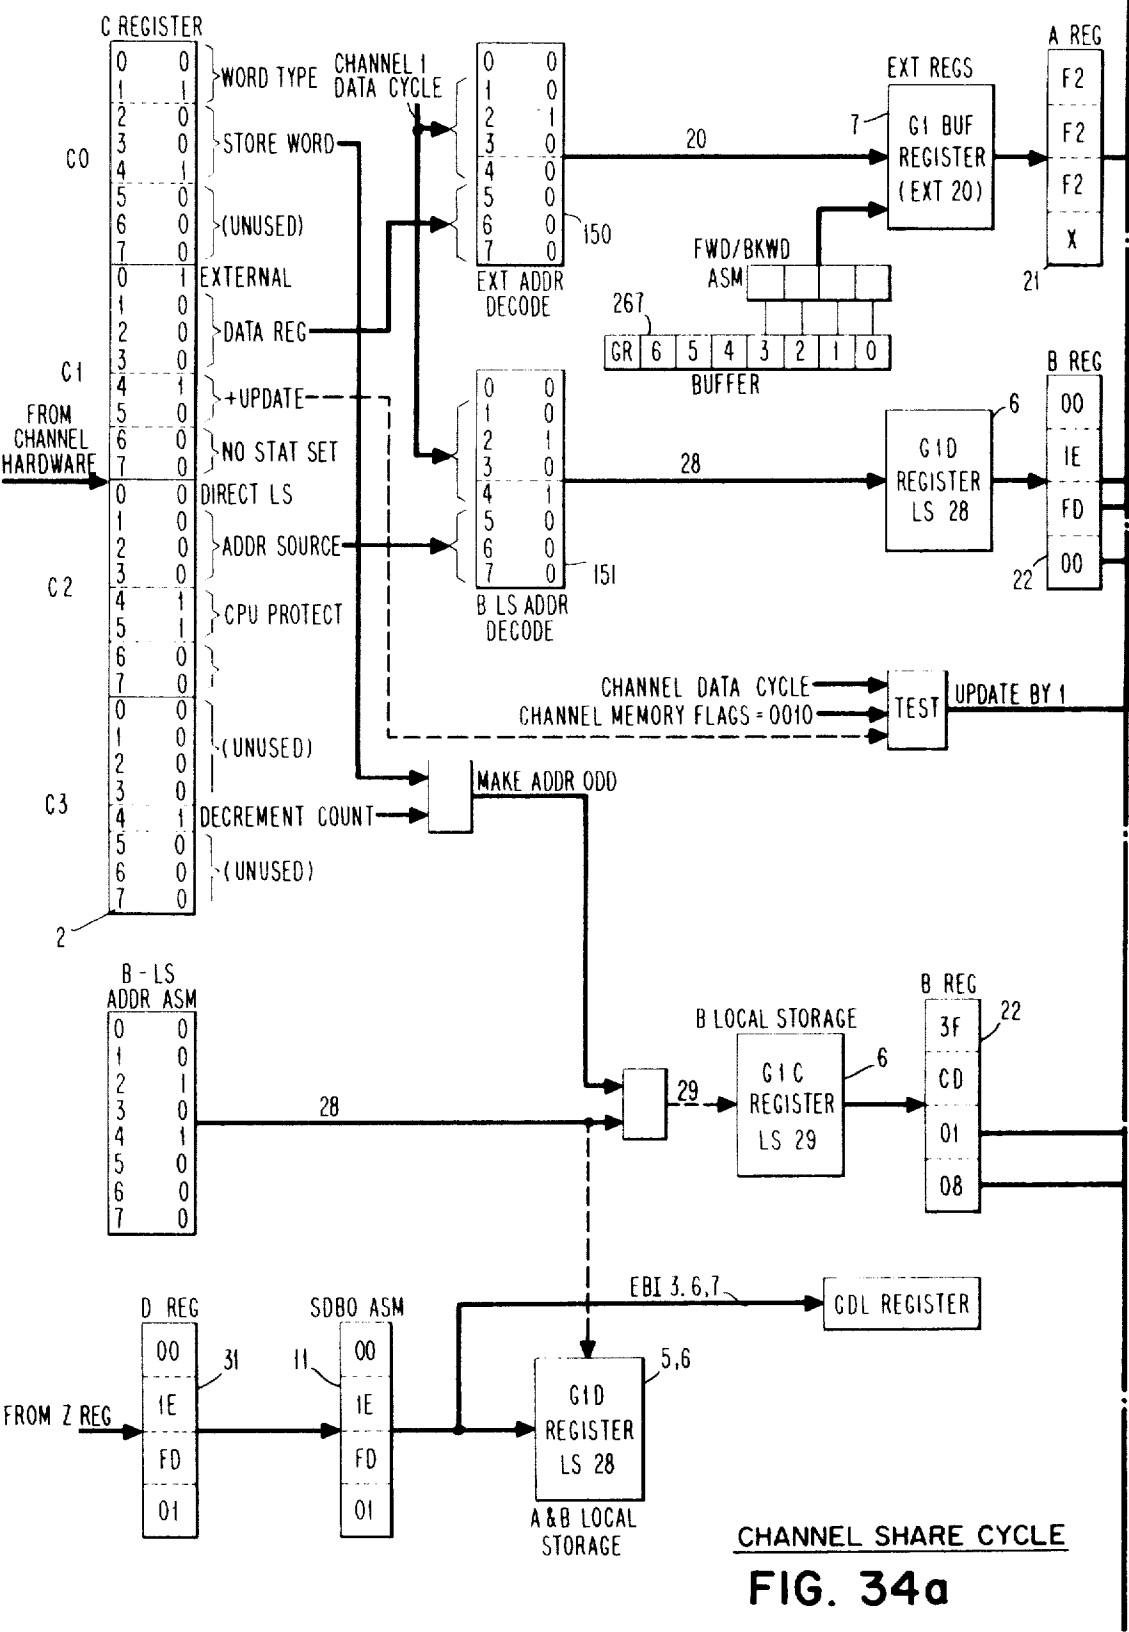 C REGISTER
C0
0 0
1 1
WORD TYPE
2 0
3 0
4 1
STORE WORD
5 0
6 0
7 0
(UNUSED)
C1
0 1 EXTERNAL
1 0
2 0
3 0
DATA REG
4 1
5 0
+UPDATE
6 0
7 0
NO STAT SET
FROM
CHANNEL
HARDWARE
C2
0 0 DIRECT LS
1 0
2 0
3 0
ADDR SOURCE
4 1
5 1
CPU PROTECT
6 0
7 0
C3
0 0
1 0
2 0
3 0
(UNUSED)
4 1 DECREMENT COUNT
5 0
6 0
7 0
(UNUSED)
2
CHANNEL 1
DATA CYCLE
0 0
1 0
2 1
3 0
4 0
5 0
6 0
7 0
150
EXT ADDR
DECODE
20
EXT REGS
7
G1 BUF
REGISTER
(EXT 20)
A REG
F2
F2
F2
X
21
FWD/BKWD
ASM
267
GR 6 5 4 3 2 1 0
BUFFER
0 0
1 0
2 1
3 0
4 1
5 0
6 0
7 0
151
B LS ADDR
DECODE
28
6
G1D
REGISTER
LS 28
B REG
00
1E
FD
00
22
CHANNEL DATA CYCLE
CHANNEL MEMORY FLAGS = 0010
TEST
UPDATE BY 1
MAKE ADDR ODD
B - LS
ADDR ASM
0 0
1 0
2 1
3 0
4 1
5 0
6 0
7 0
28
29
B LOCAL STORAGE
6
G1C
REGISTER
LS 29
B REG
22
3F
CD
01
08
FROM Z REG
D REG
31
00
1E
FD
01
SDBO ASM
11
00
1E
FD
01
EBI 3.6,7
GDL REGISTER
5,6
G1D
REGISTER
LS 28
A & B LOCAL
STORAGE
CHANNEL SHARE CYCLE
FIG. 34a